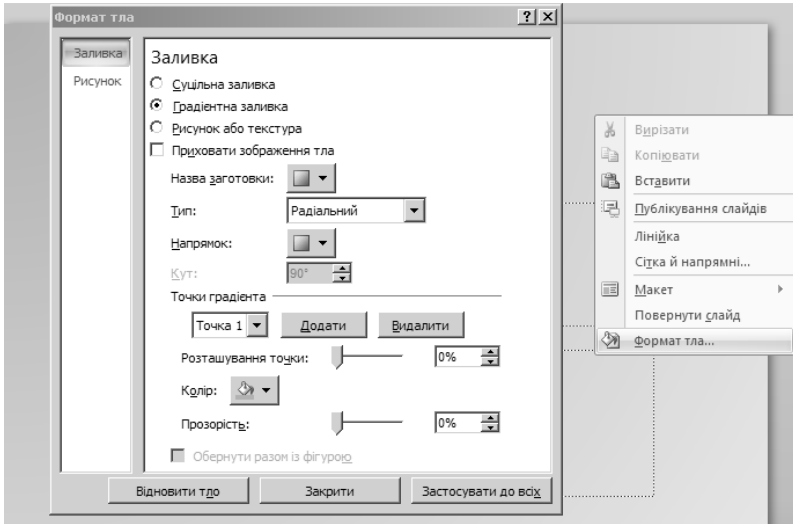 Формат тла
Заливка
Рисунок
Заливка
Суцільна заливка
Градієнтна заливка
Рисунок або текстура
Приховати зображення тла
Назва заготовки:
Тип: Радіальний
Напрямок:
Кут: 90°
Точки градієнта
Точка 1 Додати Видалити
Розташування точки: 0%
Колір:
Прозорість: 0%
Обернути разом із фігурою
Відновити тло Закрити Застосувати до всіх
Вирізати
Копіювати
Вставити
Публікування слайдів
Лінійка
Сітка й напрямні...
Макет
Повернути слайд
Формат тла...